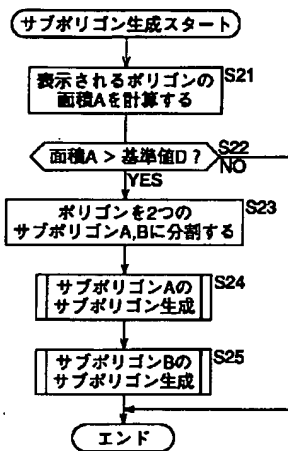 サブポリゴン生成スタート
表示されるポリゴンの
面積Aを計算する
S21
面積A > 基準値D ?
S22
NO
YES
ポリゴンを2つの
サブポリゴンA,Bに分割する
S23
サブポリゴンAの
サブポリゴン生成
S24
サブポリゴンBの
サブポリゴン生成
S25
エンド